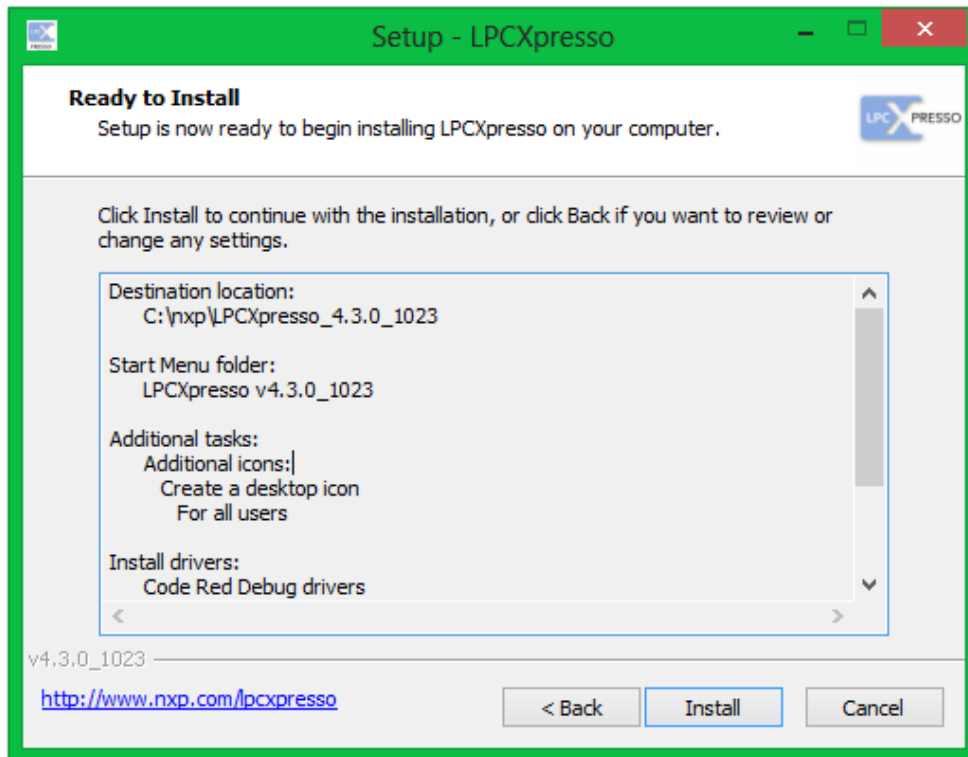 LPCX
PRESSO
Setup - LPCXpresso
Ready to Install
Setup is now ready to begin installing LPCXpresso on your computer.
LPCXPRESSO
Click Install to continue with the installation, or click Back if you want to review or
change any settings.
Destination location:
C:\nxp\LPCXpresso_4.3.0_1023
Start Menu folder:
LPCXpresso v4.3.0_1023
Additional tasks:
Additional icons:
Create a desktop icon
For all users
Install drivers:
Code Red Debug drivers
v4.3.0_1023
http://www.nxp.com/lpcxpresso
< Back
Install
Cancel